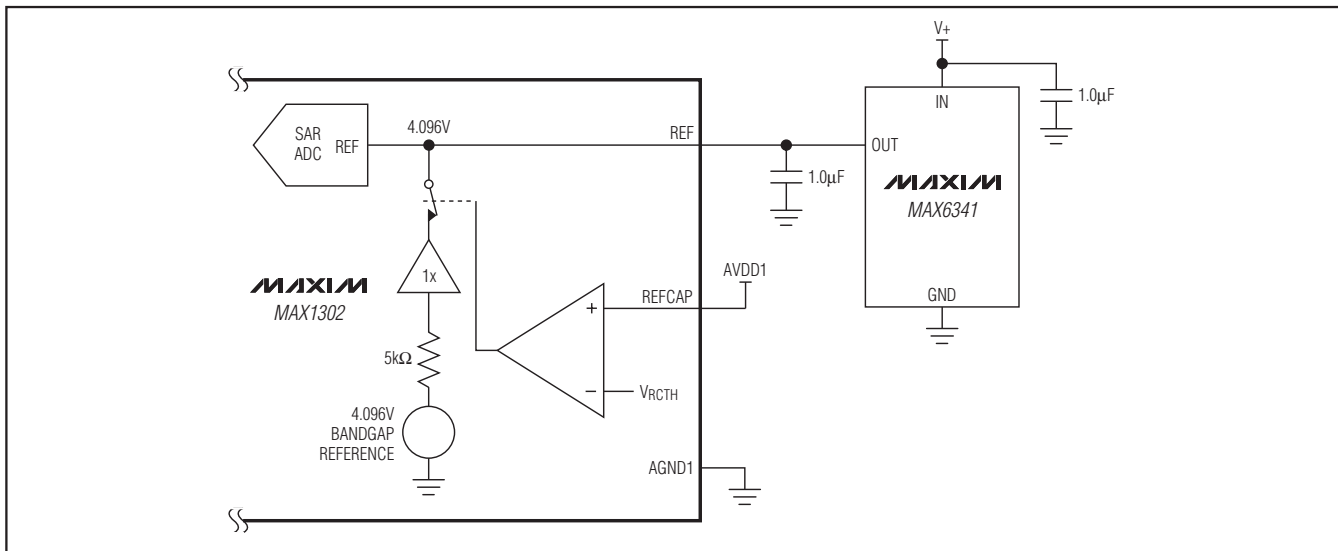 V+
IN
1.0µF
SAR
ADC
REF
4.096V
REF
OUT
1.0µF
MAXIM
MAX6341
GND
MAXIM
MAX1302
1x
5kΩ
4.096V
BANDGAP
REFERENCE
AVDD1
REFCAP
+
−
VRCTH
AGND1